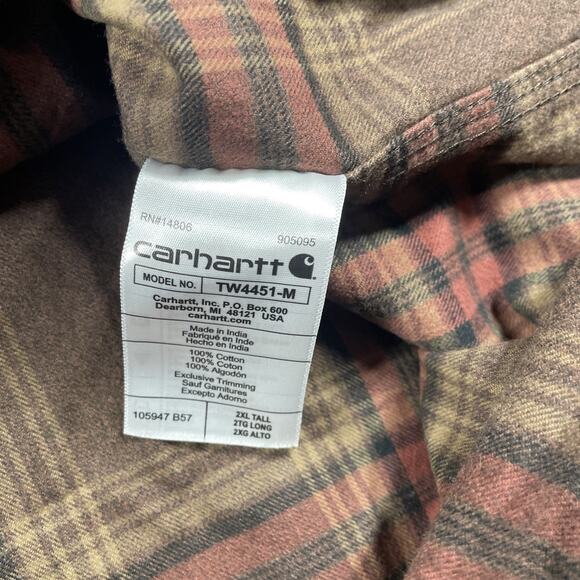 RN#14806
905095
carhartt
MODEL NO. TW4451-M
Carhartt, Inc. P.O. Box 600
Dearborn, MI 48121 USA
carhartt.com
Made in India
Fabriqué en Inde
Hecho en India
100% Cotton
100% Coton
100% Algodón
Exclusive Trimming
Sauf Garnitures
Excepto Adorno
105947 B57
2XL TALL
2TG LONG
2XG ALTO